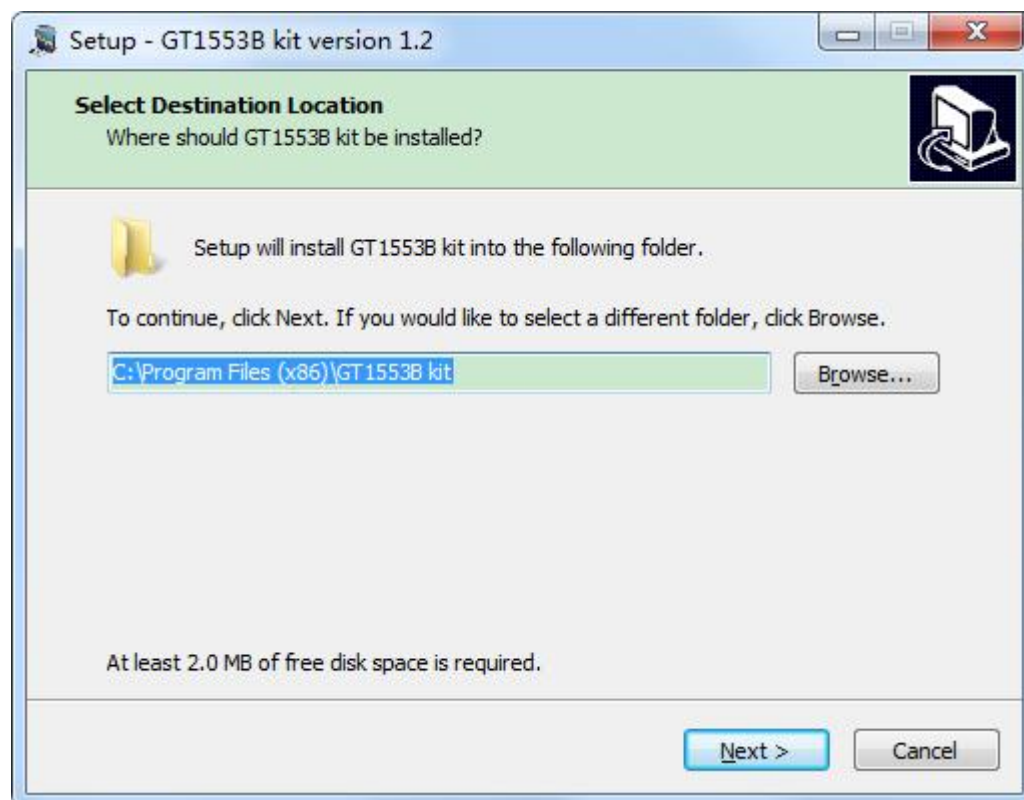 Setup - GT1553B kit version 1.2
Select Destination Location
Where should GT1553B kit be installed?
Setup will install GT1553B kit into the following folder.
To continue, click Next. If you would like to select a different folder, click Browse.
C:\Program Files (x86)\GT1553B kit
Browse...
At least 2.0 MB of free disk space is required.
Next >
Cancel